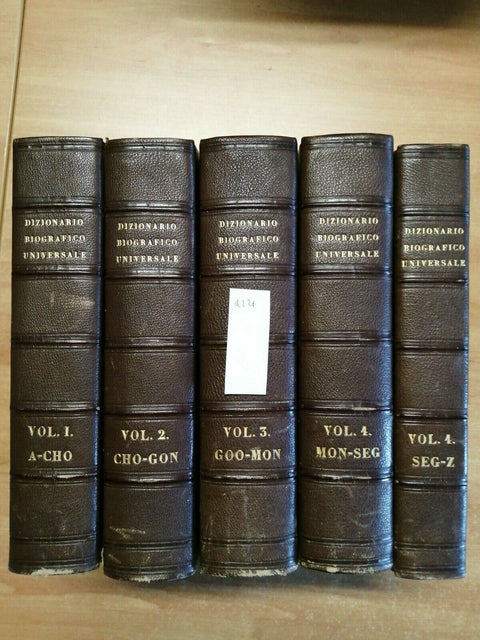 DIZIONARIO
BIOGRAFICO
UNIVERSALE
VOL. 1.
A-CHO
DIZIONARIO
BIOGRAFICO
UNIVERSALE
VOL. 2.
CHO-GON
DIZIONARIO
BIOGRAFICO
UNIVERSALE
VOL. 3.
GOO-MON
DIZIONARIO
BIOGRAFICO
UNIVERSALE
VOL. 4.
MON-SEG
DIZIONARIO
BIOGRAFICO
UNIVERSALE
VOL. 4.
SEG-Z